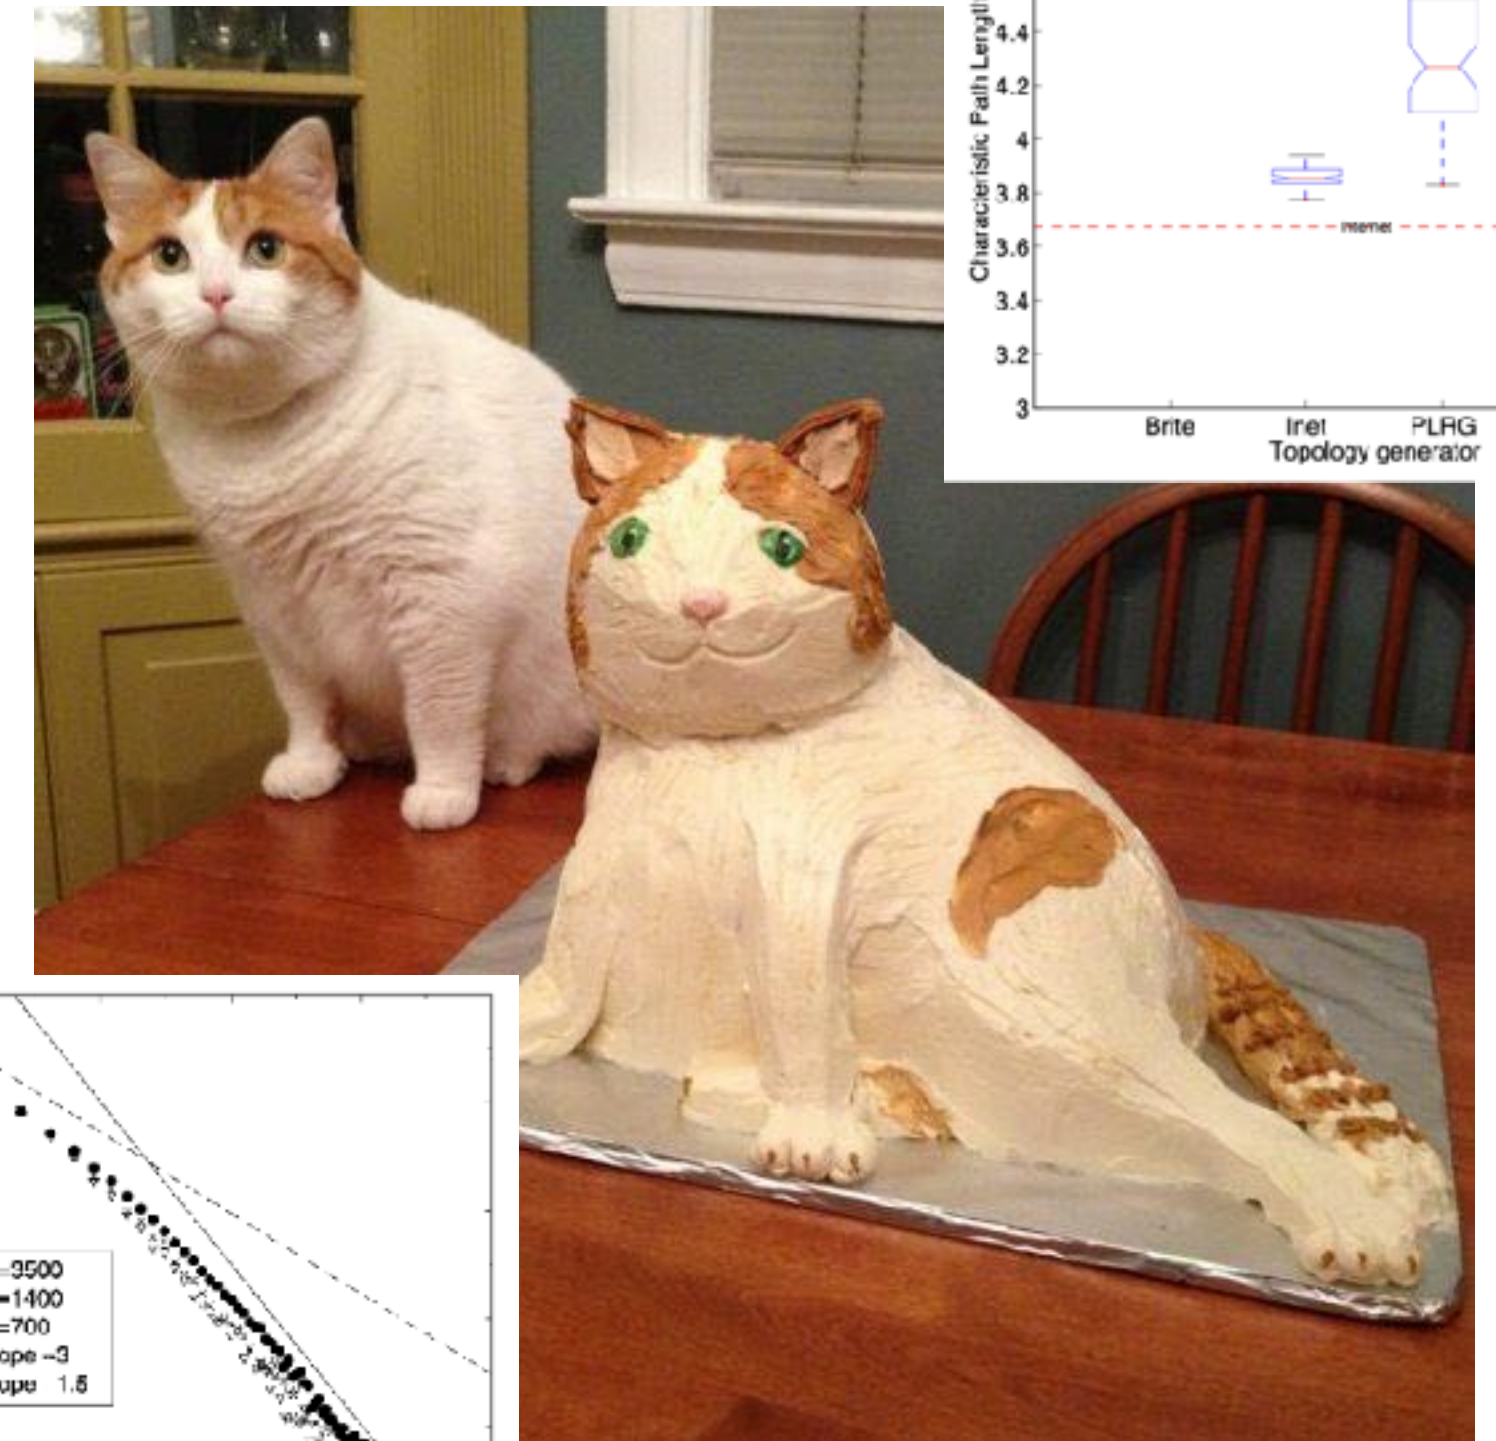 Characteristic Path Length
4.4
4.2
4
3.8
3.6
3.4
3.2
3
Internet
Brite Inet PLRG
Topology generator
=3500
=1400
=700
ope -3
ope -1.5